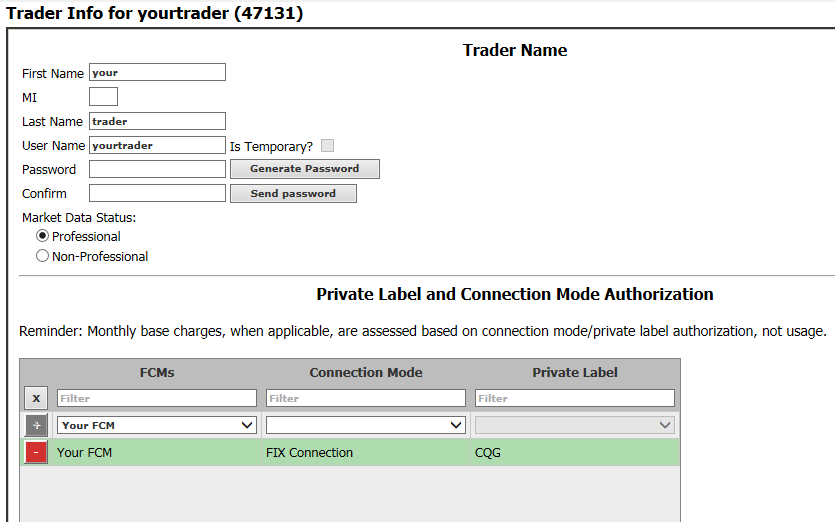 Trader Info for yourtrader (47131)
Trader Name
First Name your
MI
Last Name trader
User Name yourtrader Is Temporary?
Password Generate Password
Confirm Send password
Market Data Status:
Professional
Non-Professional
Private Label and Connection Mode Authorization
Reminder: Monthly base charges, when applicable, are assessed based on connection mode/private label authorization, not usage.
FCMs Connection Mode Private Label
x Filter Filter Filter
+ Your FCM
- Your FCM FIX Connection CQG